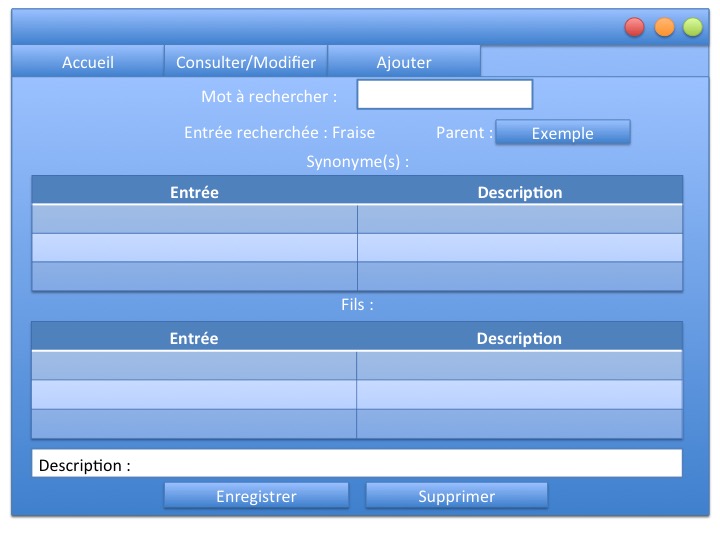 Accueil Consulter/Modifier Ajouter
Mot à rechercher :
Entrée recherchée : Fraise Parent : Exemple
Synonyme(s) :
Entrée Description
Fils :
Entrée Description
Description :
Enregistrer Supprimer